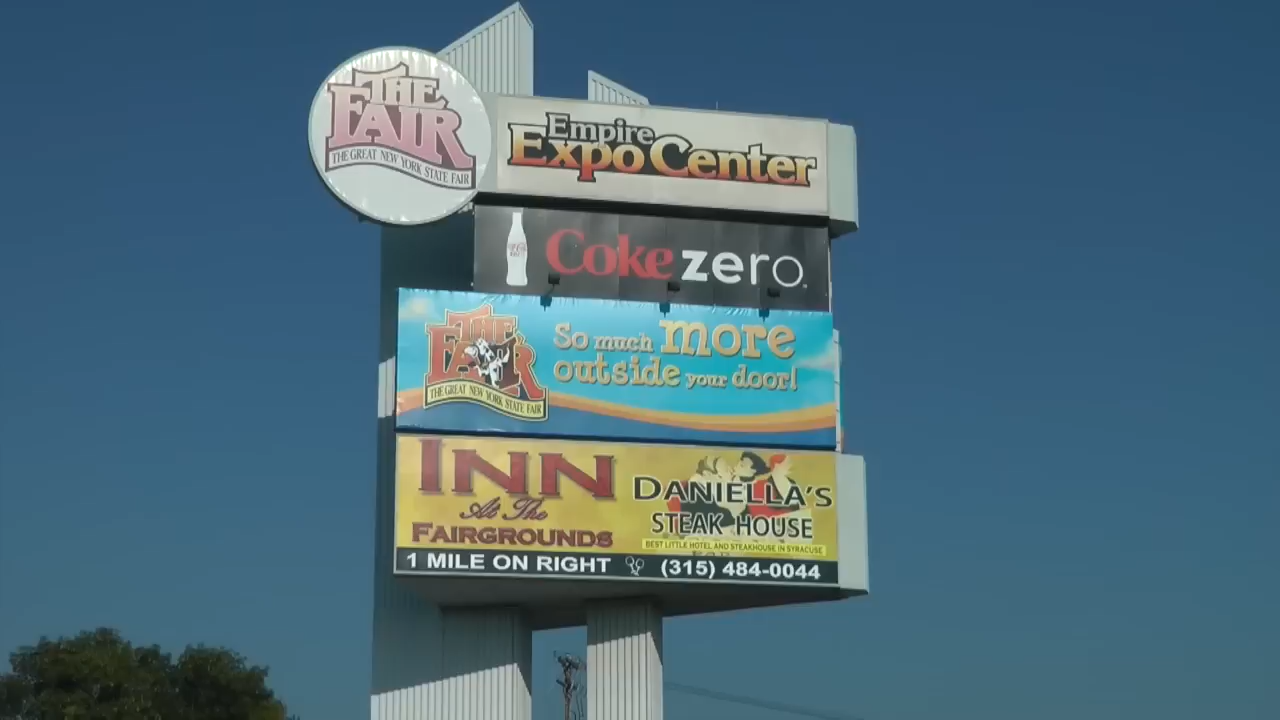 THE
FAIR
THE GREAT NEW YORK STATE FAIR
Empire
Expo Center
Coke zero
THE
FAIR
THE GREAT NEW YORK STATE FAIR
So much more
outside your door!
INN
At The
FAIRGROUNDS
DANIELLA'S
STEAK HOUSE
BEST LITTLE HOTEL AND STEAKHOUSE IN SYRACUSE
1 MILE ON RIGHT (315) 484-0044